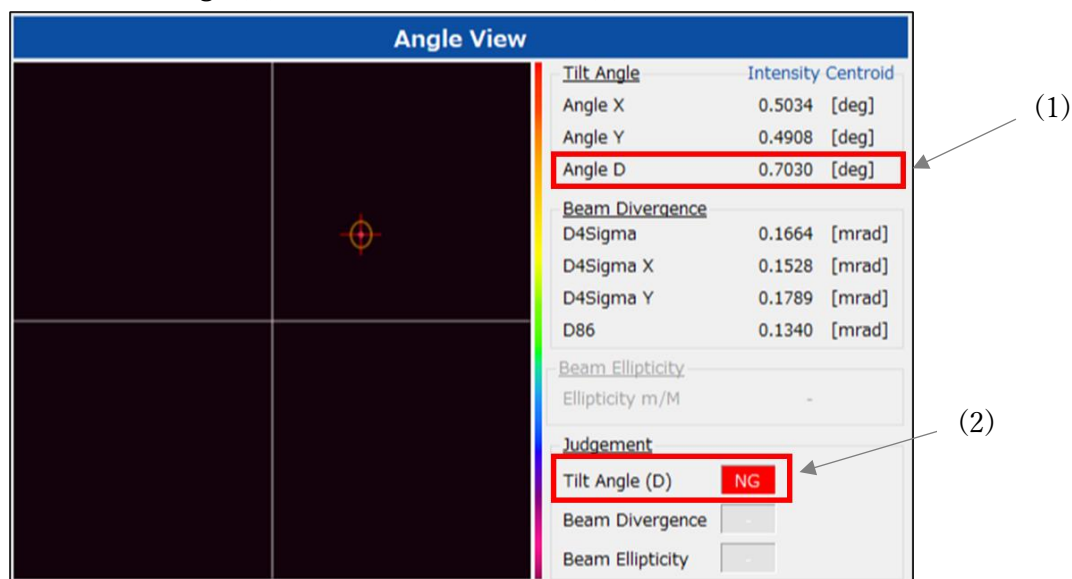 Angle View
Tilt Angle Intensity Centroid
Angle X 0.5034 [deg]
Angle Y 0.4908 [deg]
Angle D 0.7030 [deg]
(1)
Beam Divergence
D4Sigma 0.1664 [mrad]
D4Sigma X 0.1528 [mrad]
D4Sigma Y 0.1789 [mrad]
D86 0.1340 [mrad]
Beam Ellipticity
Ellipticity m/M -
(2)
Judgement
Tilt Angle (D) NG
Beam Divergence -
Beam Ellipticity -